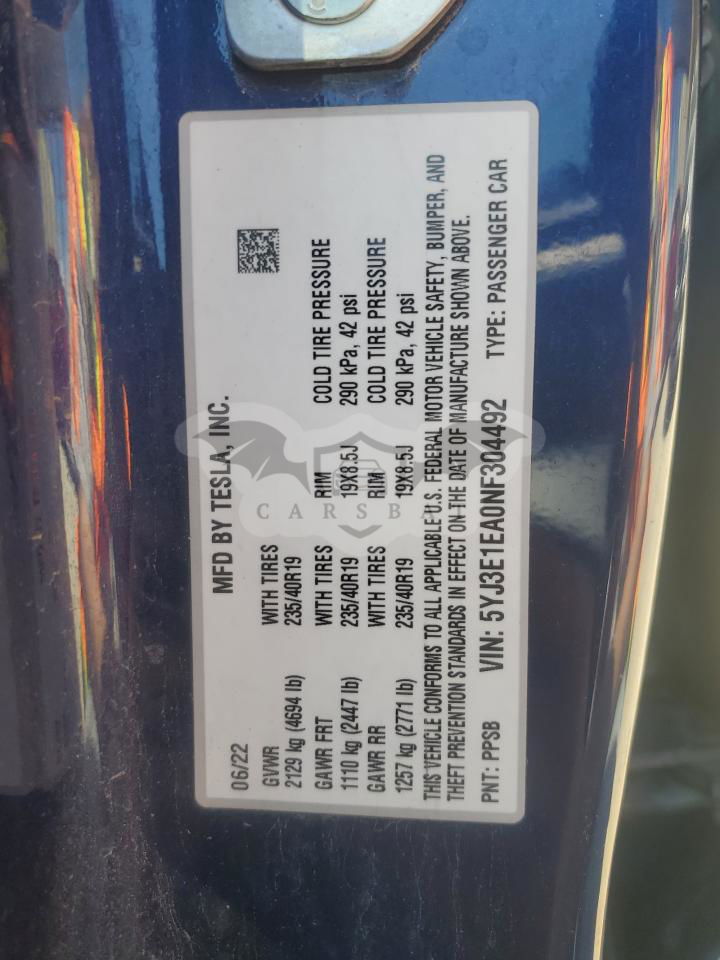 MFD BY TESLA, INC.
06/22
GVWR WITH TIRES
2129 kg (4694 lb) 235/40R19
GAWR FRT WITH TIRES RIM COLD TIRE PRESSURE
1110 kg (2447 lb) 235/40R19 19X8.5J 290 kPa, 42 psi
GAWR RR WITH TIRES RIM COLD TIRE PRESSURE
1257 kg (2771 lb) 235/40R19 19X8.5J 290 kPa, 42 psi
THIS VEHICLE CONFORMS TO ALL APPLICABLE U.S. FEDERAL MOTOR VEHICLE SAFETY, BUMPER, AND
THEFT PREVENTION STANDARDS IN EFFECT ON THE DATE OF MANUFACTURE SHOWN ABOVE.
PNT: PPSB VIN: 5YJ3E1EA0NF304492 TYPE: PASSENGER CAR